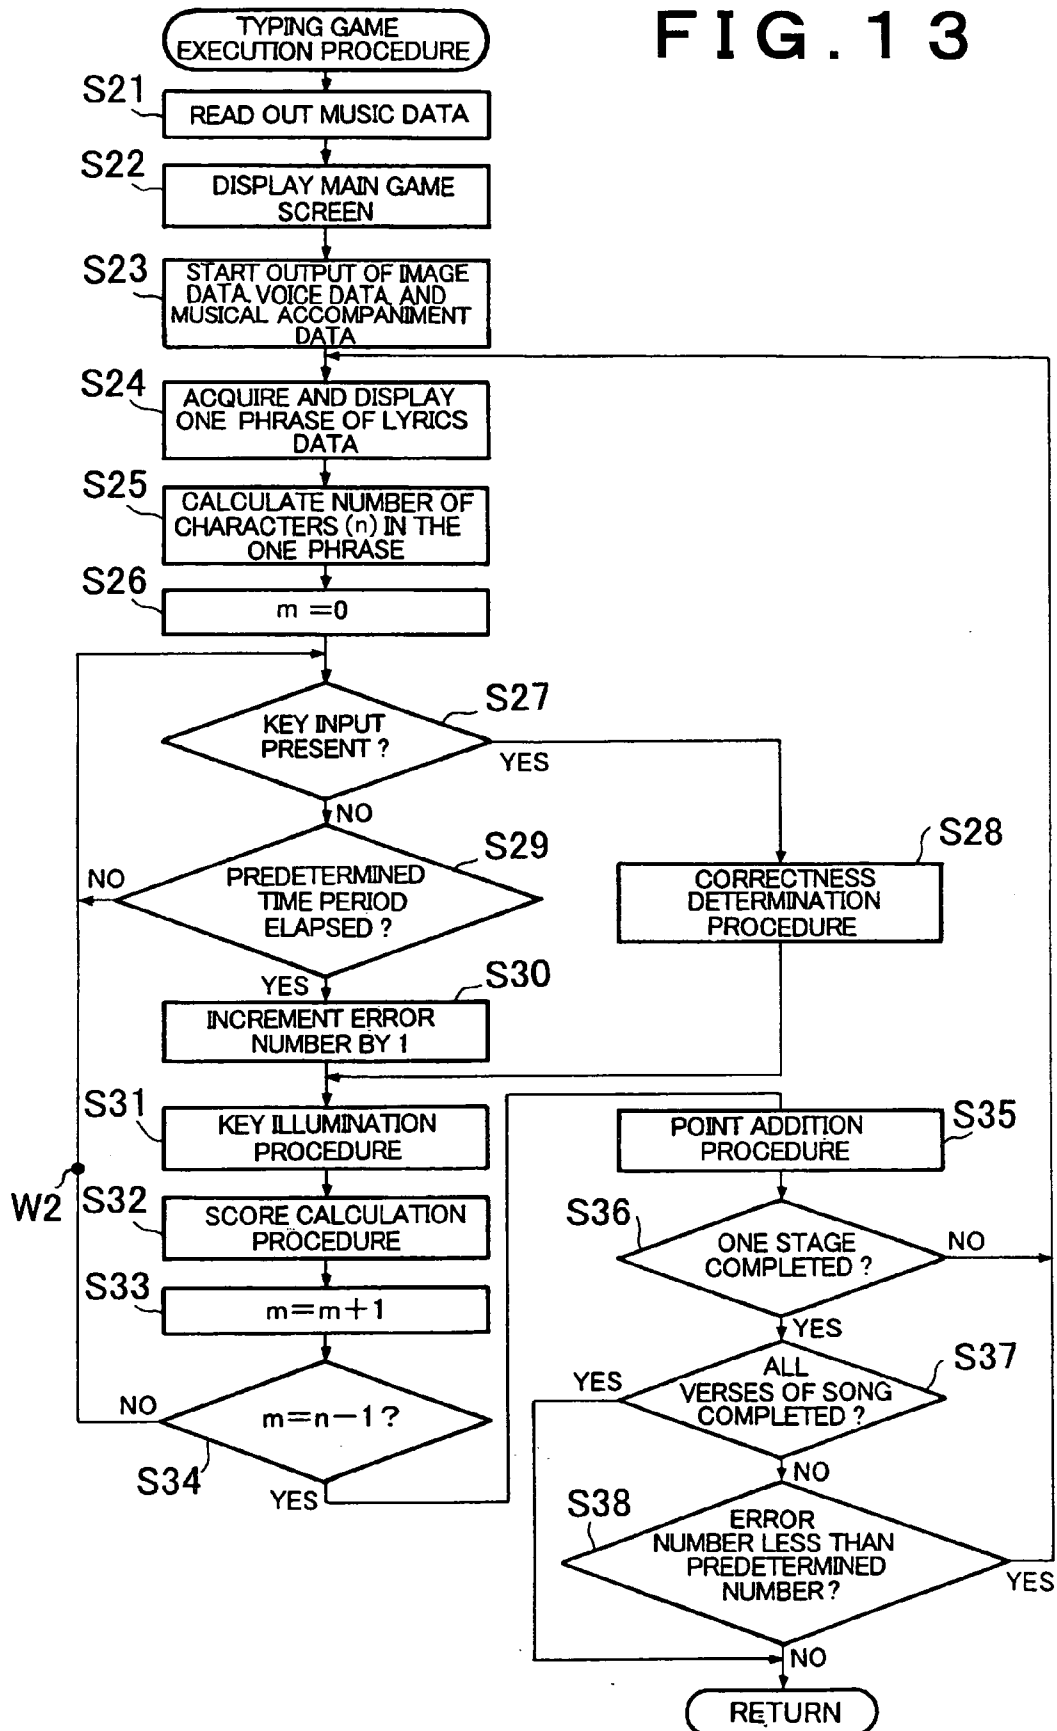 FIG.13
TYPING GAME
EXECUTION PROCEDURE
S21
READ OUT MUSIC DATA
S22
DISPLAY MAIN GAME
SCREEN
S23
START OUTPUT OF IMAGE
DATA, VOICE DATA, AND
MUSICAL ACCOMPANIMENT
DATA
S24
ACQUIRE AND DISPLAY
ONE PHRASE OF LYRICS
DATA
S25
CALCULATE NUMBER OF
CHARACTERS (n) IN THE
ONE PHRASE
S26
m=0
S27
KEY INPUT
PRESENT?
YES
NO
S29
PREDETERMINED
TIME PERIOD
ELAPSED?
NO
YES
S28
CORRECTNESS
DETERMINATION
PROCEDURE
S30
INCREMENT ERROR
NUMBER BY 1
S31
KEY ILLUMINATION
PROCEDURE
W2
S32
SCORE CALCULATION
PROCEDURE
S33
m=m+1
m=n-1?
NO
S34
YES
POINT ADDITION
PROCEDURE
S35
S36
ONE STAGE
COMPLETED?
NO
YES
S37
ALL
VERSES OF SONG
COMPLETED?
YES
NO
S38
ERROR
NUMBER LESS THAN
PREDETERMINED
NUMBER?
YES
NO
RETURN